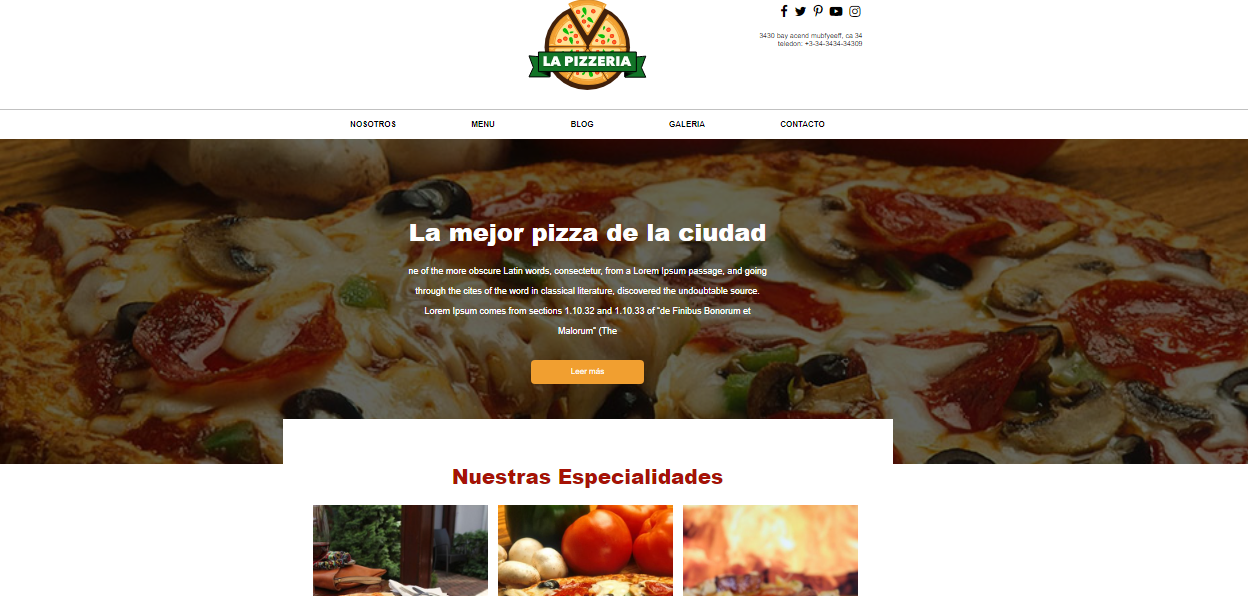 LA PIZZERIA
3430 bay acend mubfyeeff, ca 34
teledon: +3-34-3434-34309
NOSOTROS MENU BLOG GALERIA CONTACTO
La mejor pizza de la ciudad
ne of the more obscure Latin words, consectetur, from a Lorem Ipsum passage, and going
through the cites of the word in classical literature, discovered the undoubtable source.
Lorem Ipsum comes from sections 1.10.32 and 1.10.33 of "de Finibus Bonorum et
Malorum" (The
Leer más
Nuestras Especialidades